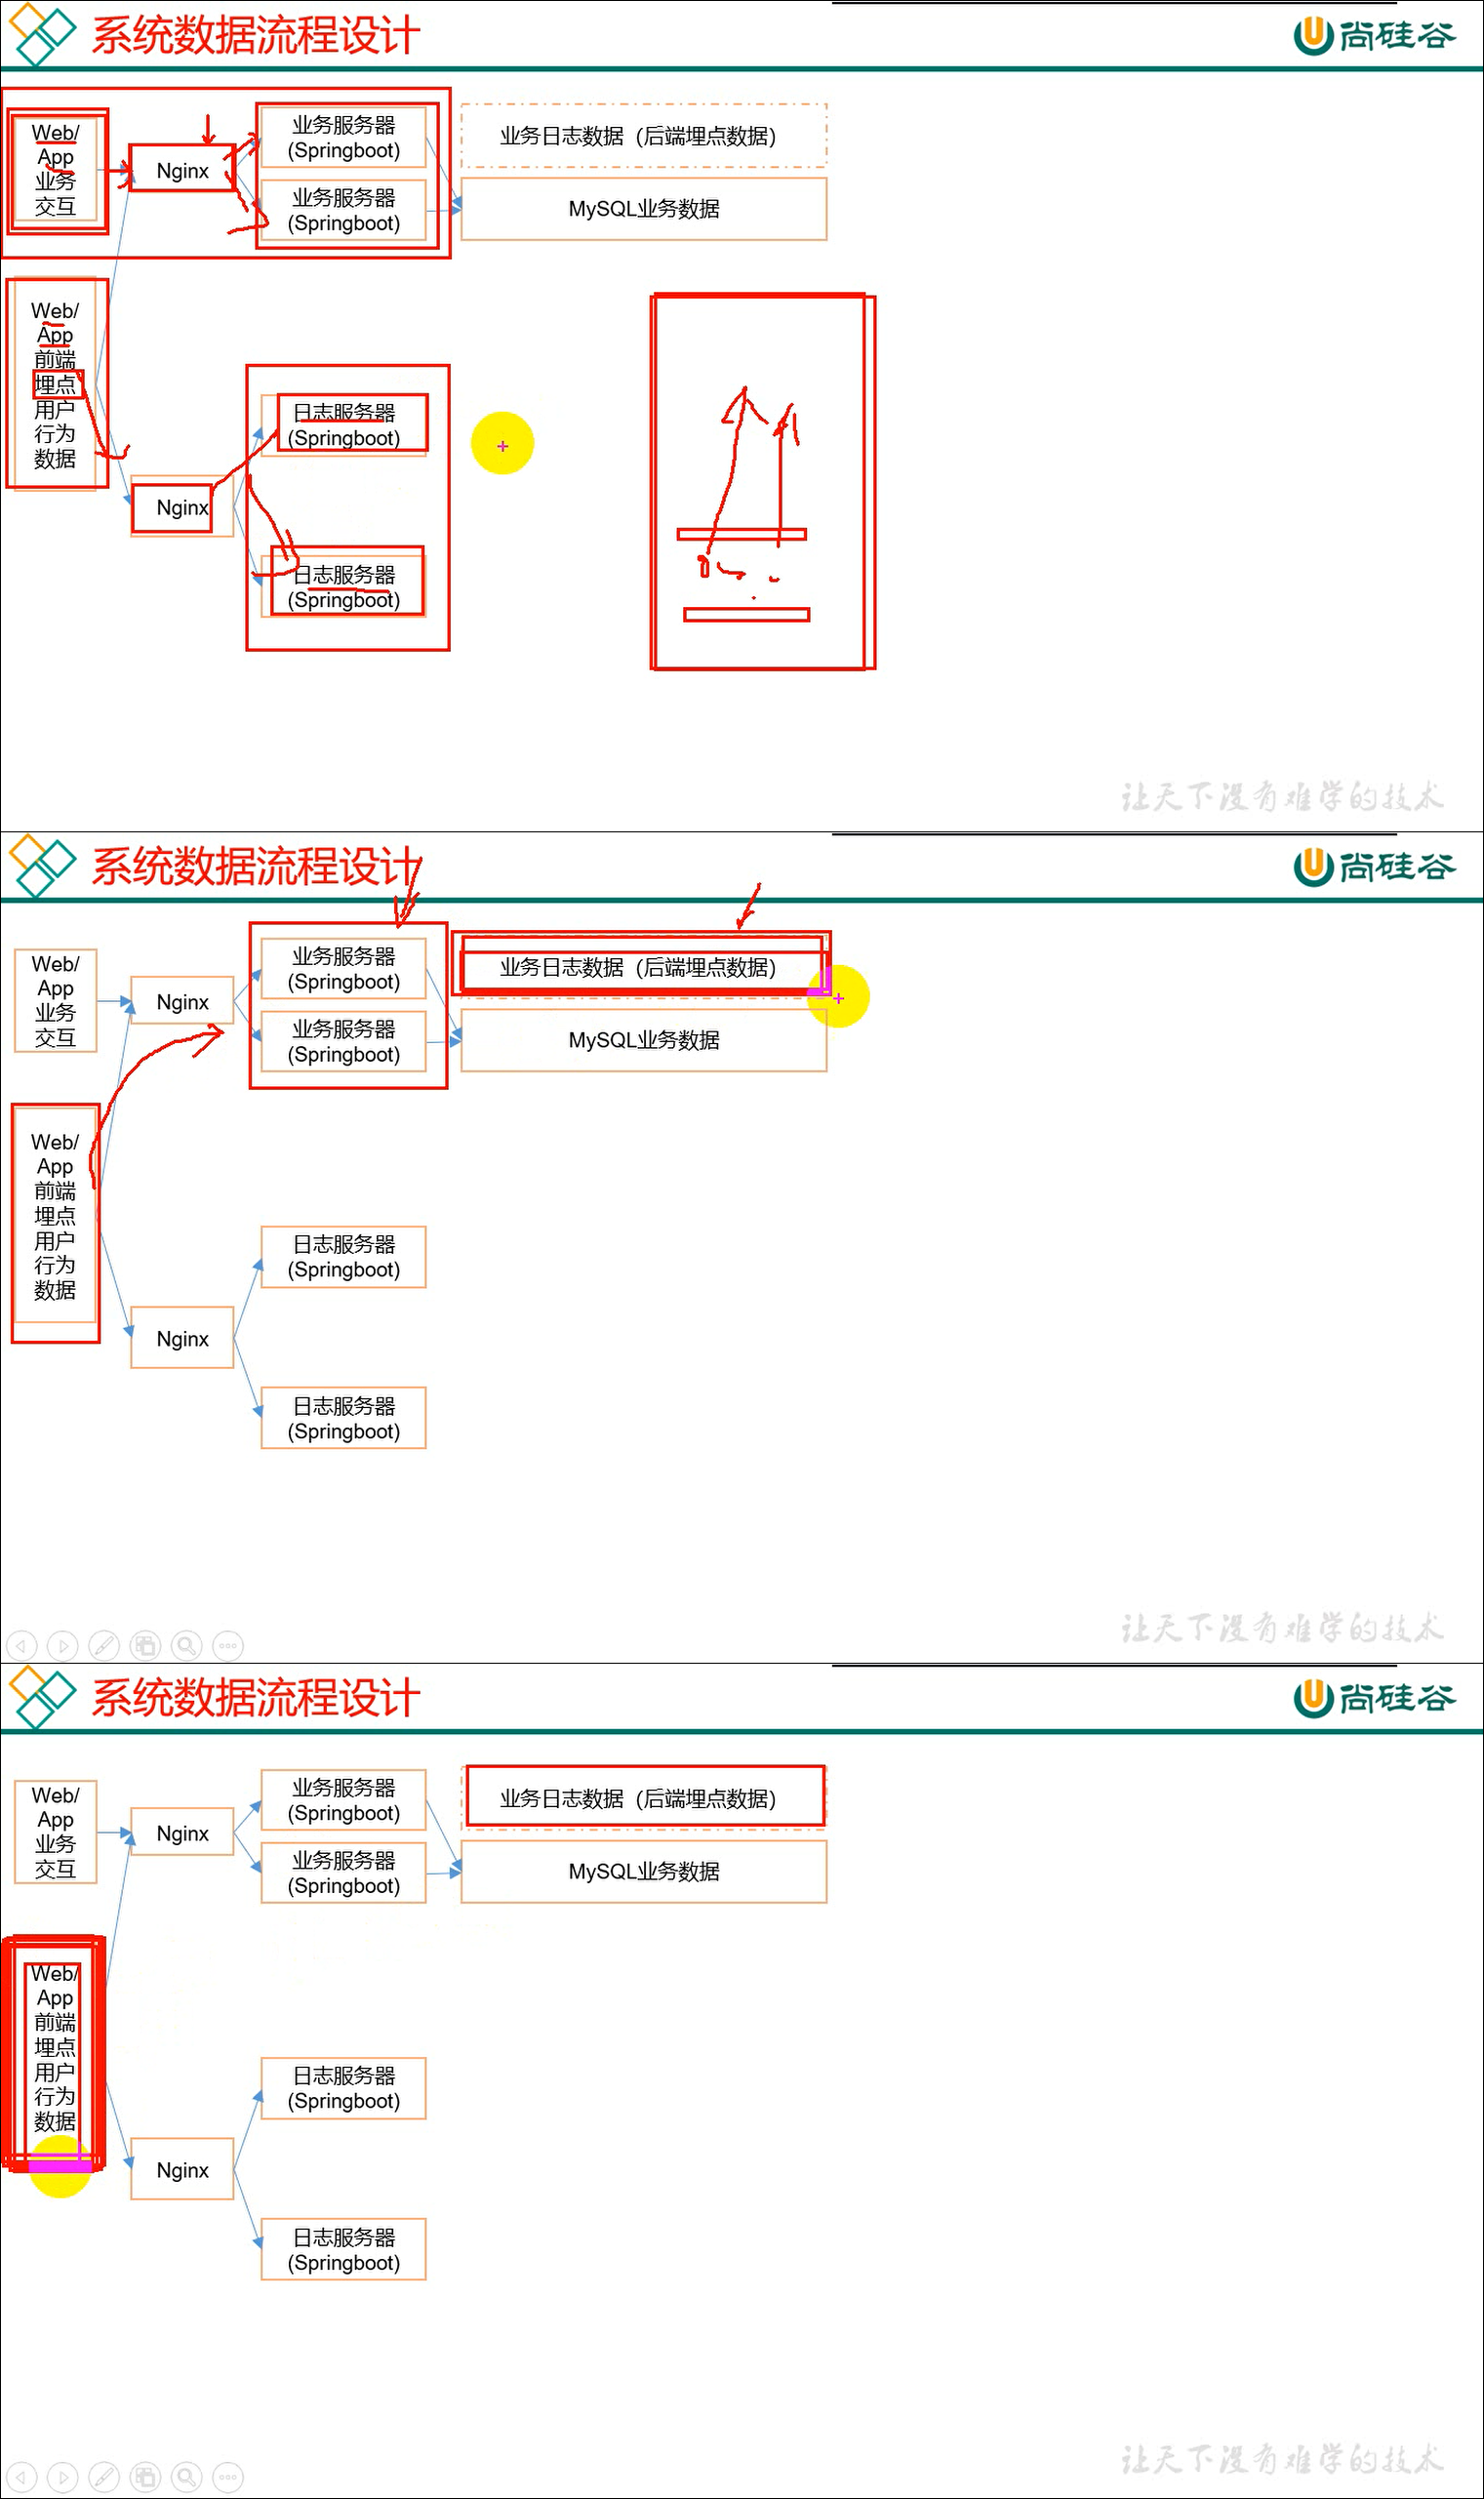 系统数据流程设计
尚硅谷
Web/
App
业务
交互
Nginx
业务服务器
(Springboot)
业务服务器
(Springboot)
业务日志数据（后端埋点数据）
MySQL业务数据
Web/
App
前端
埋点
用户
行为
数据
Nginx
日志服务器
(Springboot)
日志服务器
(Springboot)
让天下没有难学的技术
系统数据流程设计
尚硅谷
Web/
App
业务
交互
Nginx
业务服务器
(Springboot)
业务服务器
(Springboot)
业务日志数据（后端埋点数据）
MySQL业务数据
Web/
App
前端
埋点
用户
行为
数据
Nginx
日志服务器
(Springboot)
日志服务器
(Springboot)
让天下没有难学的技术
系统数据流程设计
尚硅谷
Web/
App
业务
交互
Nginx
业务服务器
(Springboot)
业务服务器
(Springboot)
业务日志数据（后端埋点数据）
MySQL业务数据
Web/
App
前端
埋点
用户
行为
数据
Nginx
日志服务器
(Springboot)
日志服务器
(Springboot)
让天下没有难学的技术